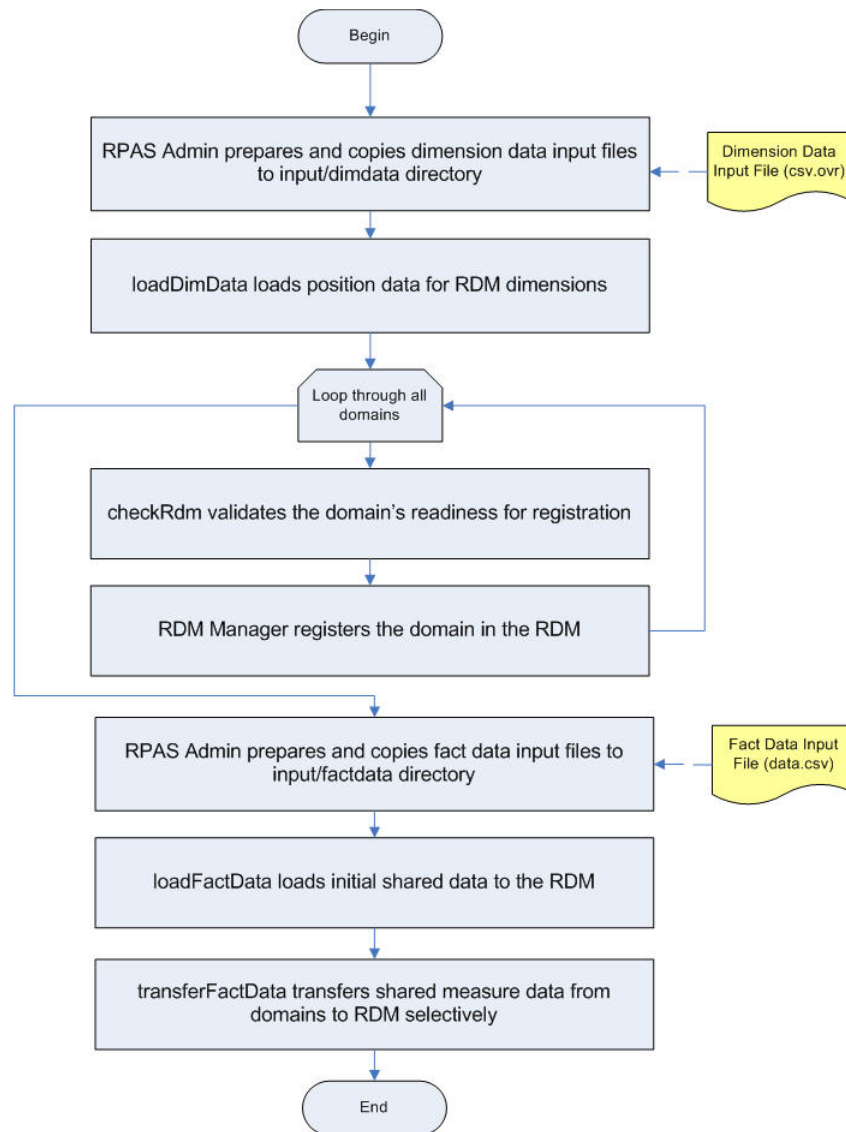 Begin
RPAS Admin prepares and copies dimension data input files
to input/dimdata directory
Dimension Data
Input File (csv.ovr)
loadDimData loads position data for RDM dimensions
Loop through all
domains
checkRdm validates the domain's readiness for registration
RDM Manager registers the domain in the RDM
RPAS Admin prepares and copies fact data input files to
input/factdata directory
Fact Data Input
File (data.csv)
loadFactData loads initial shared data to the RDM
transferFactData transfers shared measure data from
domains to RDM selectively
End